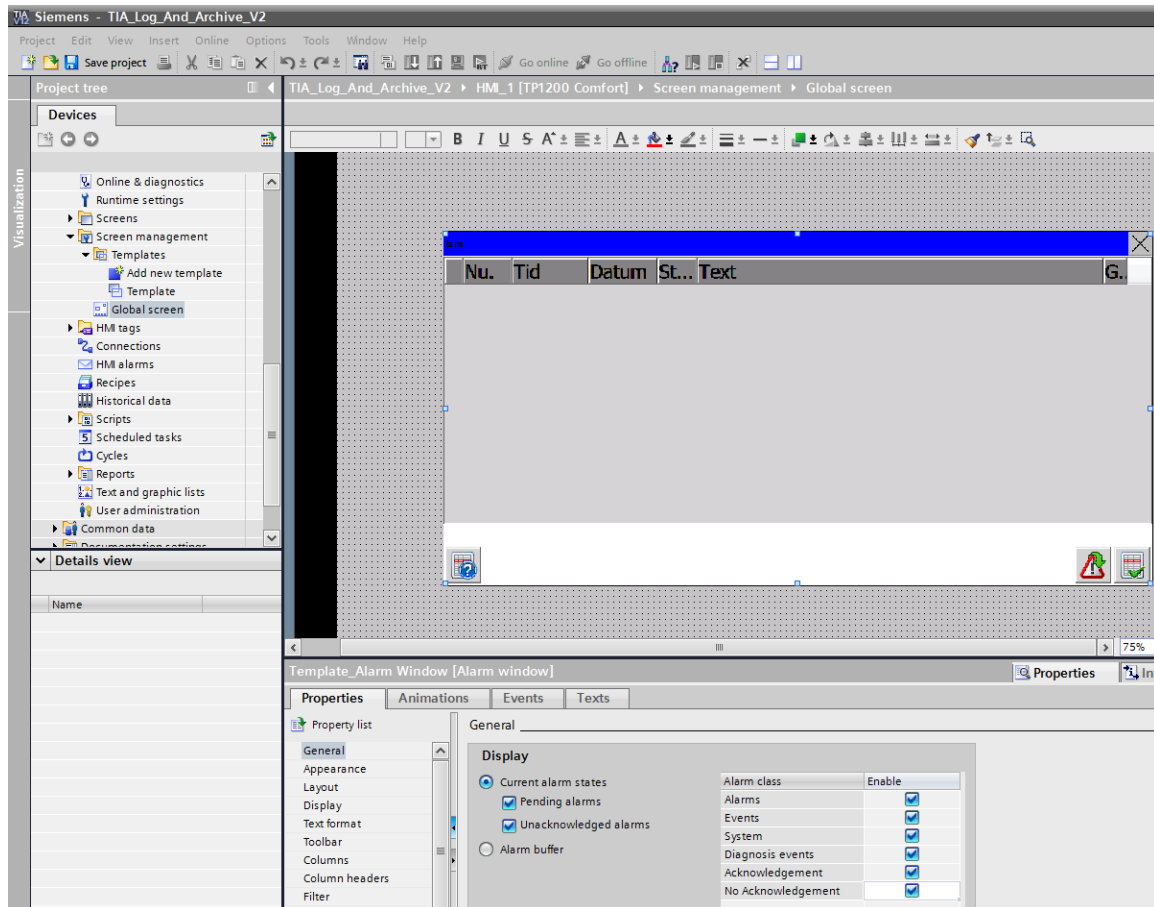 Siemens - TIA_Log_And_Archive_V2
Project Edit View Insert Online Options Tools Window Help
Save project Go online Go offline
Project tree
TIA_Log_And_Archive_V2 HMI_1 [TP1200 Comfort] Screen management Global screen
Devices
B I U S A A
Visualization
Online & diagnostics
Runtime settings
Screens
Screen management
Templates
Add new template
Template
Global screen
HMI tags
Connections
HMI alarms
Recipes
Historical data
Scripts
Scheduled tasks
Cycles
Reports
Text and graphic lists
User administration
Common data
Documentation settings
Nu. Tid Datum St... Text G..
Details view
Name
75%
Template_Alarm Window [Alarm window]
Properties
Properties Animations Events Texts
Property list
General
Appearance
Layout
Display
Text format
Toolbar
Columns
Column headers
Filter
General
Display
Current alarm states
Pending alarms
Unacknowledged alarms
Alarm buffer
Alarm class Enable
Alarms
Events
System
Diagnosis events
Acknowledgement
No Acknowledgement